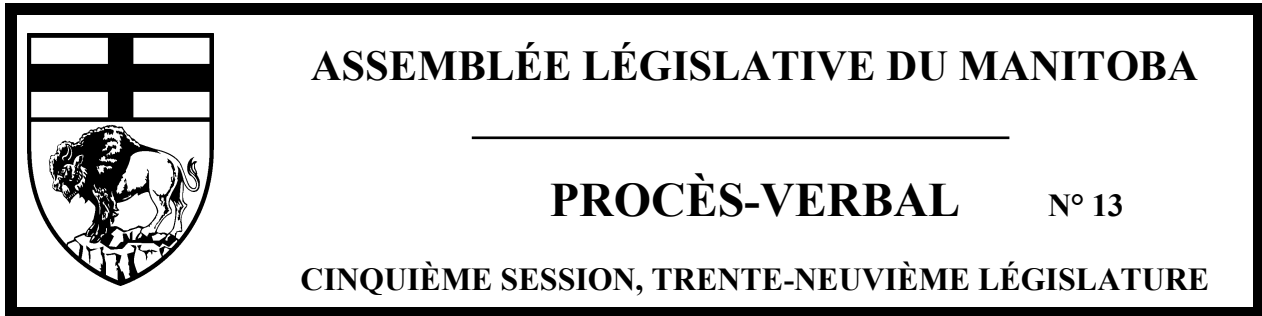 ASSEMBLÉE LÉGISLATIVE DU MANITOBA
PROCÈS-VERBAL N° 13
CINQUIÈME SESSION, TRENTE-NEUVIÈME LÉGISLATURE